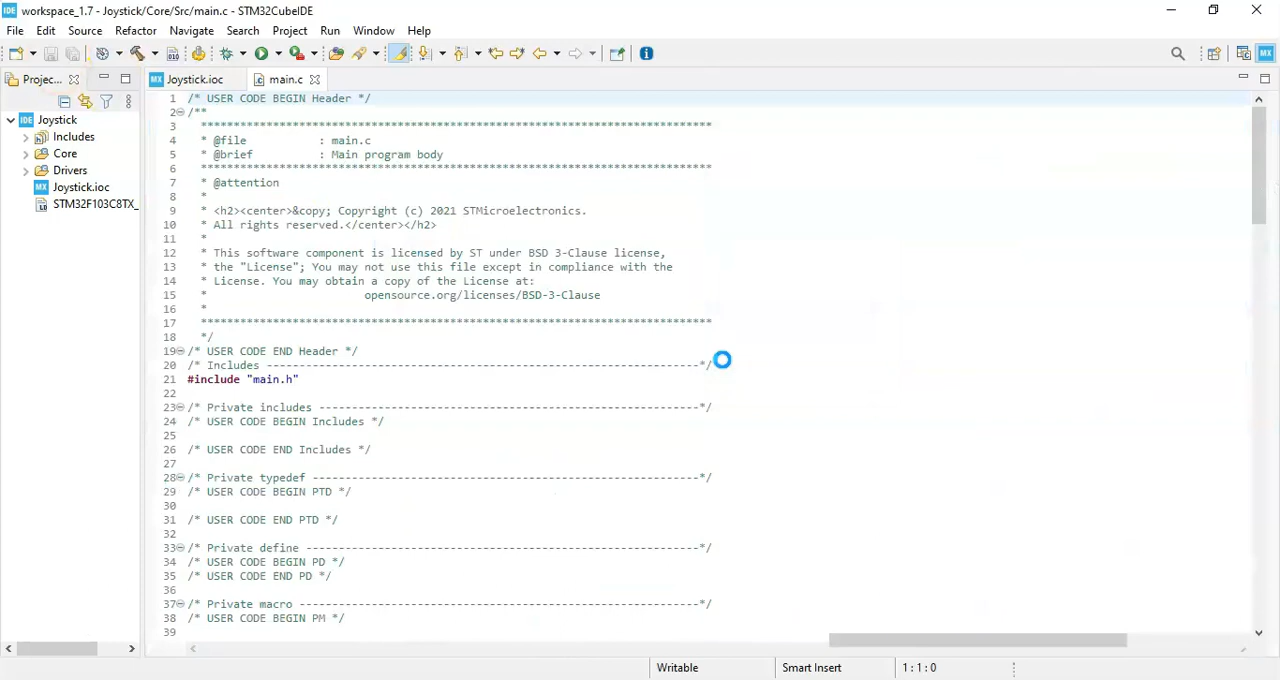 IDE workspace_1.7 - Joystick/Core/Src/main.c - STM32CubeIDE
File Edit Source Refactor Navigate Search Project Run Window Help
Projec...
MX Joystick.ioc
main.c
IDE Joystick
Includes
Core
Drivers
MX Joystick.ioc
STM32F103C8TX_
1 /* USER CODE BEGIN Header */
2 /**
3 ******************************************************************************
4 * @file : main.c
5 * @brief : Main program body
6 ******************************************************************************
7 * @attention
8 *
9 * <h2><center>&copy; Copyright (c) 2021 STMicroelectronics.
10 * All rights reserved.</center></h2>
11 *
12 * This software component is licensed by ST under BSD 3-Clause license,
13 * the "License"; You may not use this file except in compliance with the
14 * License. You may obtain a copy of the License at:
15 * opensource.org/licenses/BSD-3-Clause
16 *
17 ******************************************************************************
18 */
19 /* USER CODE END Header */
20 /* Includes ------------------------------------------------------------------*/
21 #include "main.h"
22
23 /* Private includes ----------------------------------------------------------*/
24 /* USER CODE BEGIN Includes */
25
26 /* USER CODE END Includes */
27
28 /* Private typedef -----------------------------------------------------------*/
29 /* USER CODE BEGIN PTD */
30
31 /* USER CODE END PTD */
32
33 /* Private define ------------------------------------------------------------*/
34 /* USER CODE BEGIN PD */
35 /* USER CODE END PD */
36
37 /* Private macro -------------------------------------------------------------*/
38 /* USER CODE BEGIN PM */
39
Writable
Smart Insert
1 : 1 : 0